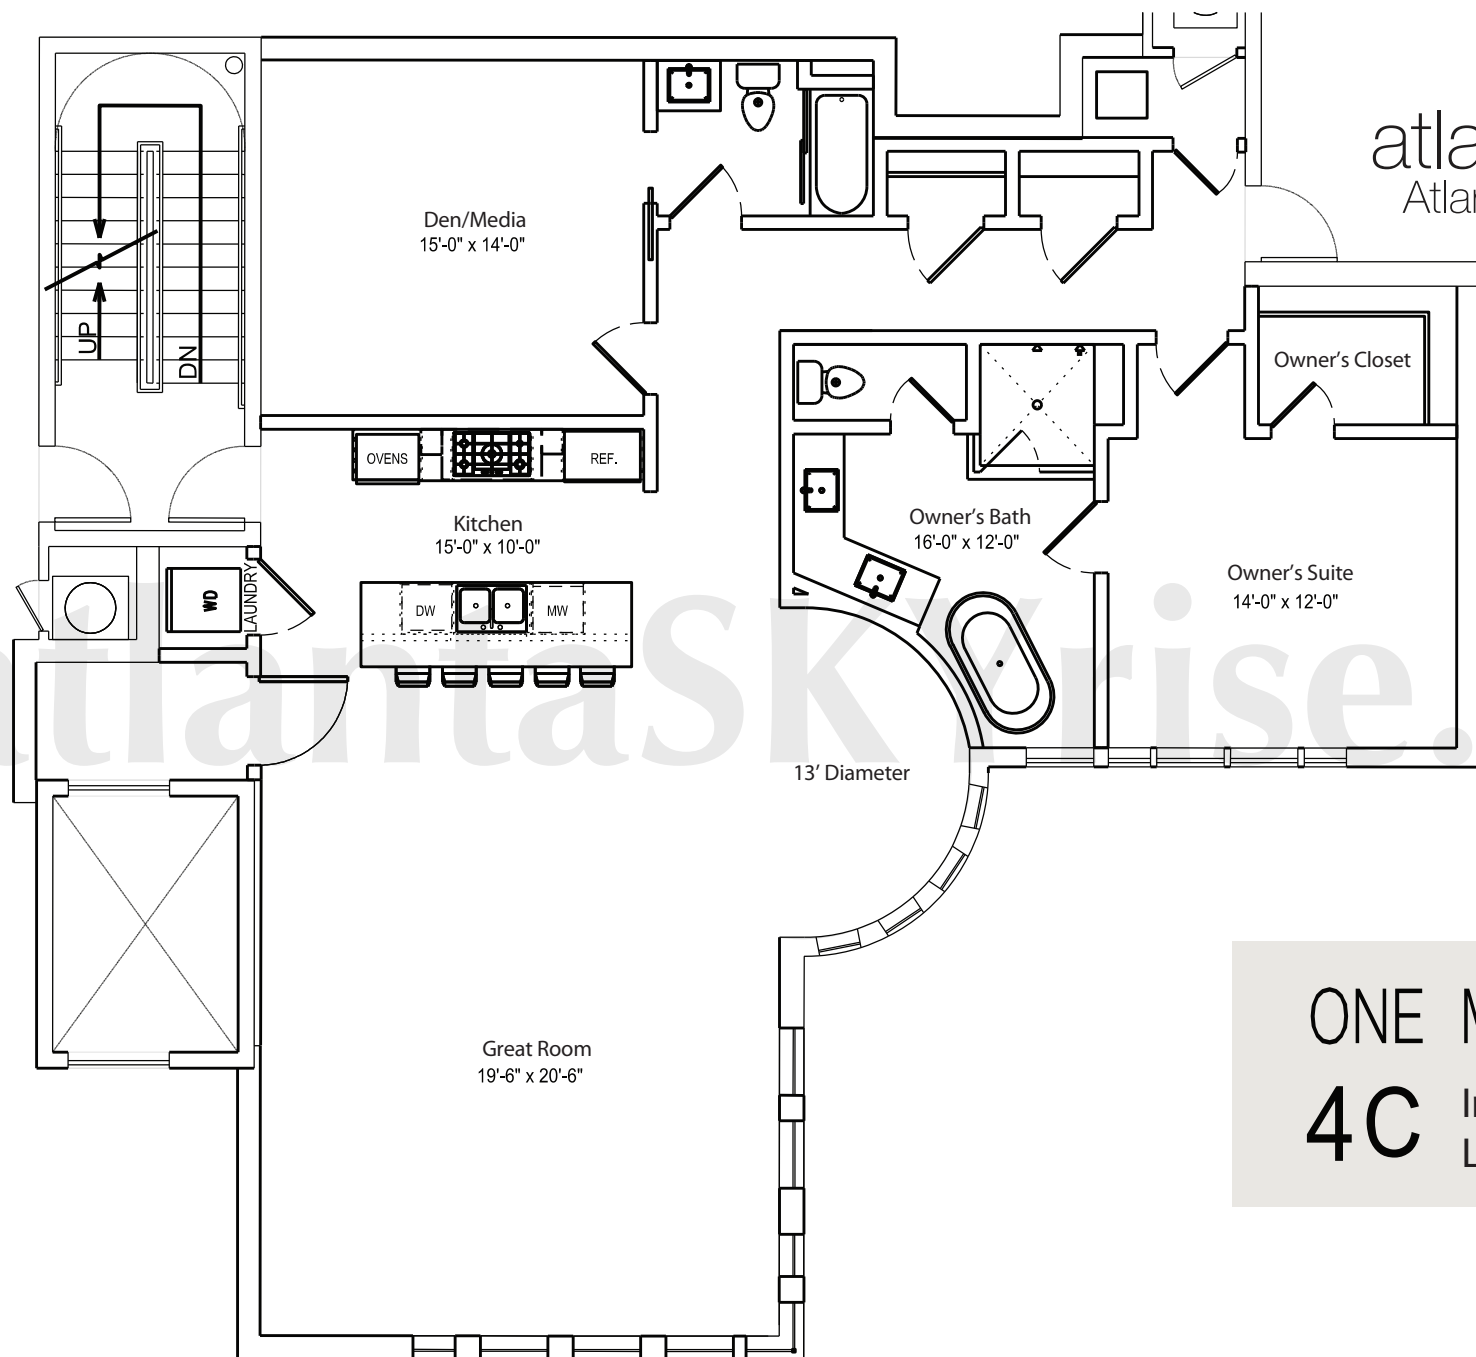 atla
Atlan
Den/Media
15'-0" x 14'-0"
UP
DN
Owner's Closet
OVENS
REF.
Kitchen
15'-0" x 10'-0"
Owner's Bath
16'-0" x 12'-0"
Owner's Suite
14'-0" x 12'-0"
WD
LAUNDRY
DW
MW
atlantaSKYrise.
13' Diameter
Great Room
19'-6" x 20'-6"
ONE
4C